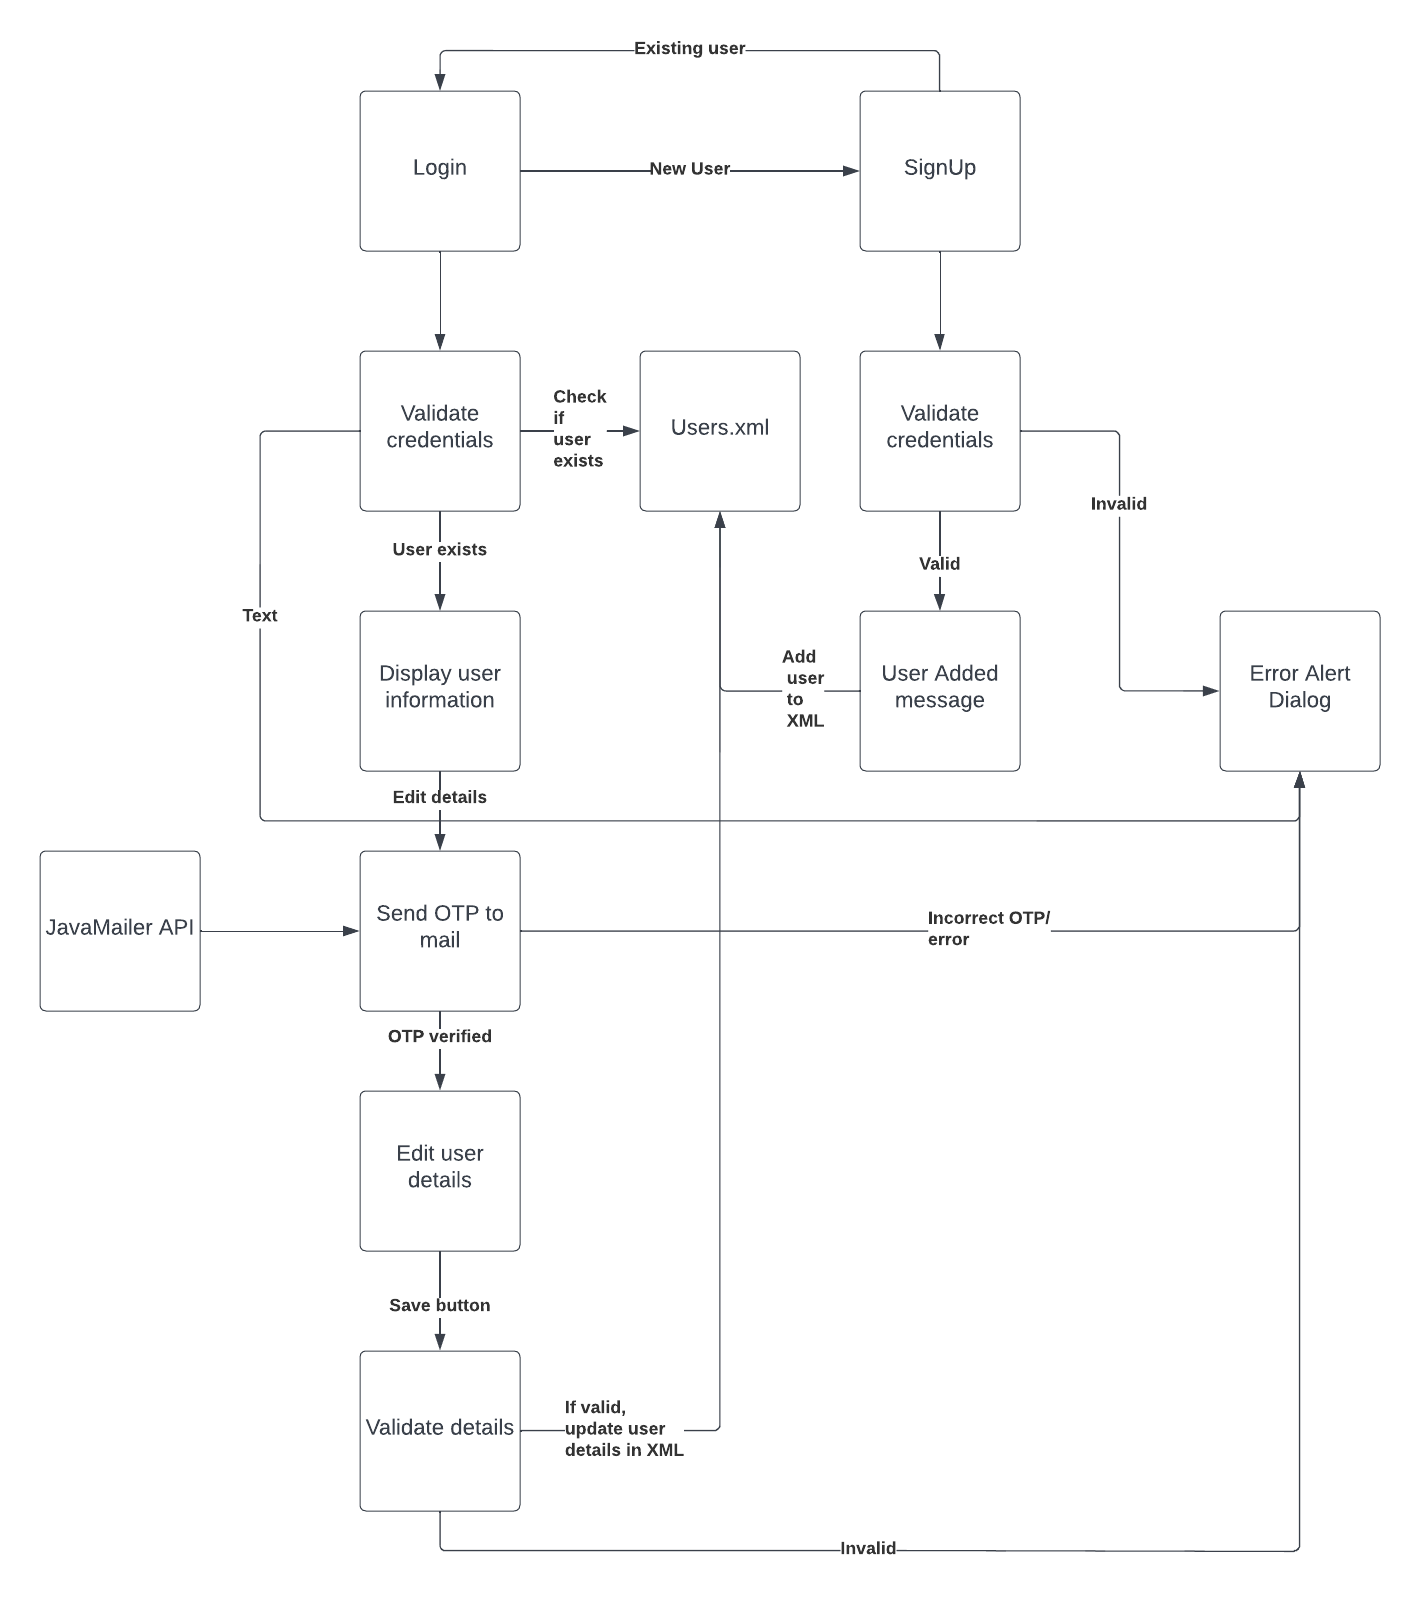 Existing user
Login
New User
SignUp
Validate
credentials
Check
if
user
exists
Users.xml
Validate
credentials
Invalid
User exists
Valid
Text
Display user
information
Add
user
to
XML
User Added
message
Error Alert
Dialog
Edit details
JavaMailer API
Send OTP to
mail
Incorrect OTP/
error
OTP verified
Edit user
details
Save button
Validate details
If valid,
update user
details in XML
Invalid